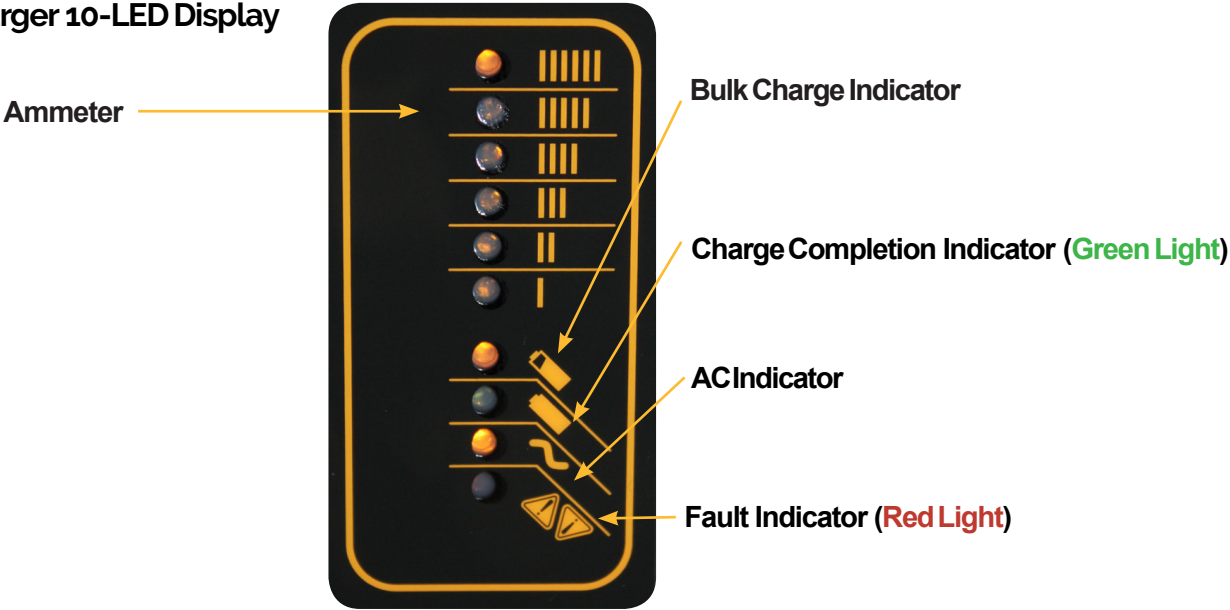 rger 10-LED Display
Ammeter
Bulk Charge Indicator
Charge Completion Indicator (Green Light)
AC Indicator
Fault Indicator (Red Light)